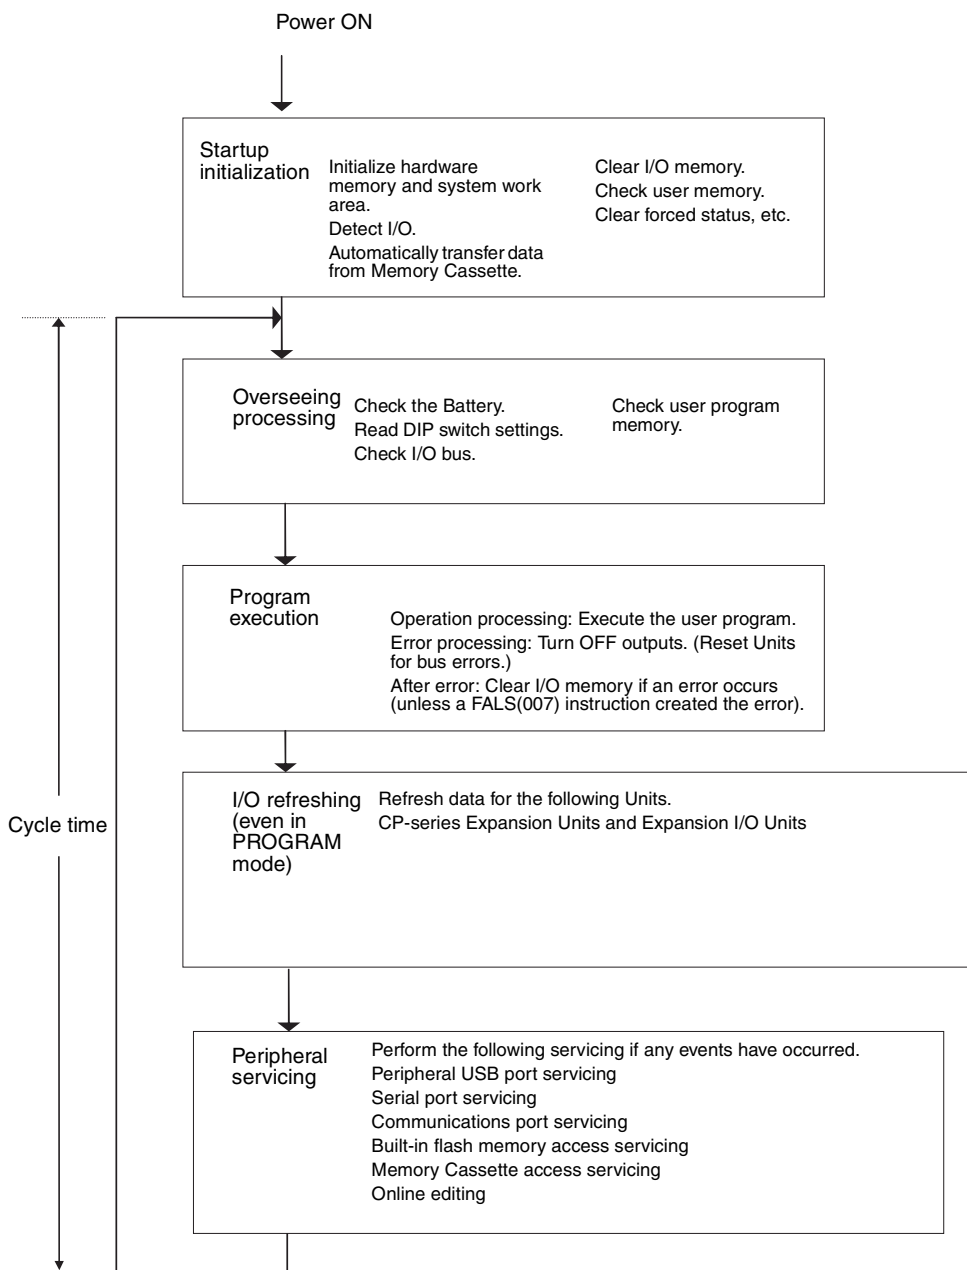 Power ON
Startup
initialization
Initialize hardware
memory and system work
area.
Detect I/O.
Automatically transfer data
from Memory Cassette.
Clear I/O memory.
Check user memory.
Clear forced status, etc.
Overseeing
processing
Check the Battery.
Read DIP switch settings.
Check I/O bus.
Check user program
memory.
Program
execution
Operation processing: Execute the user program.
Error processing: Turn OFF outputs. (Reset Units
for bus errors.)
After error: Clear I/O memory if an error occurs
(unless a FALS(007) instruction created the error).
Cycle time
I/O refreshing
(even in
PROGRAM
mode)
Refresh data for the following Units.
CP-series Expansion Units and Expansion I/O Units
Peripheral
servicing
Perform the following servicing if any events have occurred.
Peripheral USB port servicing
Serial port servicing
Communications port servicing
Built-in flash memory access servicing
Memory Cassette access servicing
Online editing